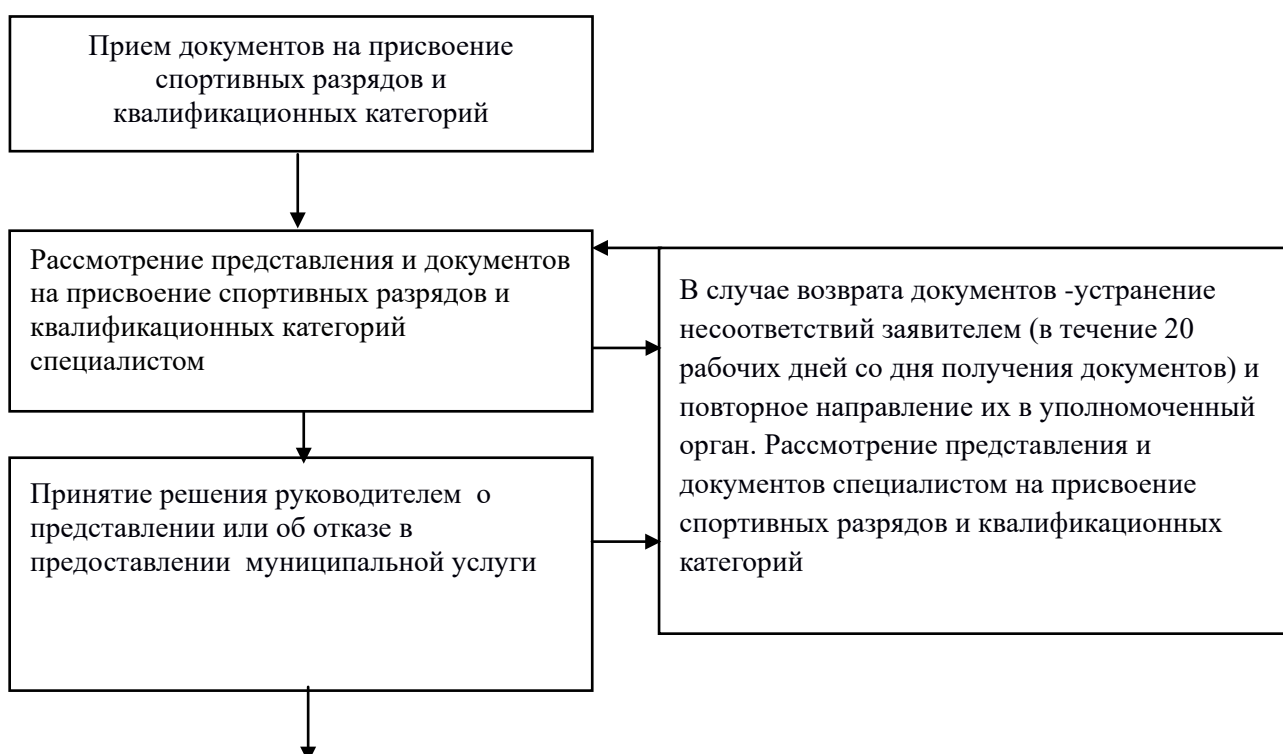 Прием документов на присвоение
спортивных разрядов и
квалификационных категорий
Рассмотрение представления и документов
на присвоение спортивных разрядов и
квалификационных категорий
специалистом
В случае возврата документов -устранение
несоответствий заявителем (в течение 20
рабочих дней со дня получения документов) и
повторное направление их в уполномоченный
орган. Рассмотрение представления и
документов специалистом на присвоение
спортивных разрядов и квалификационных
категорий
Принятие решения руководителем  о
представлении или об отказе в
предоставлении  муниципальной услуги